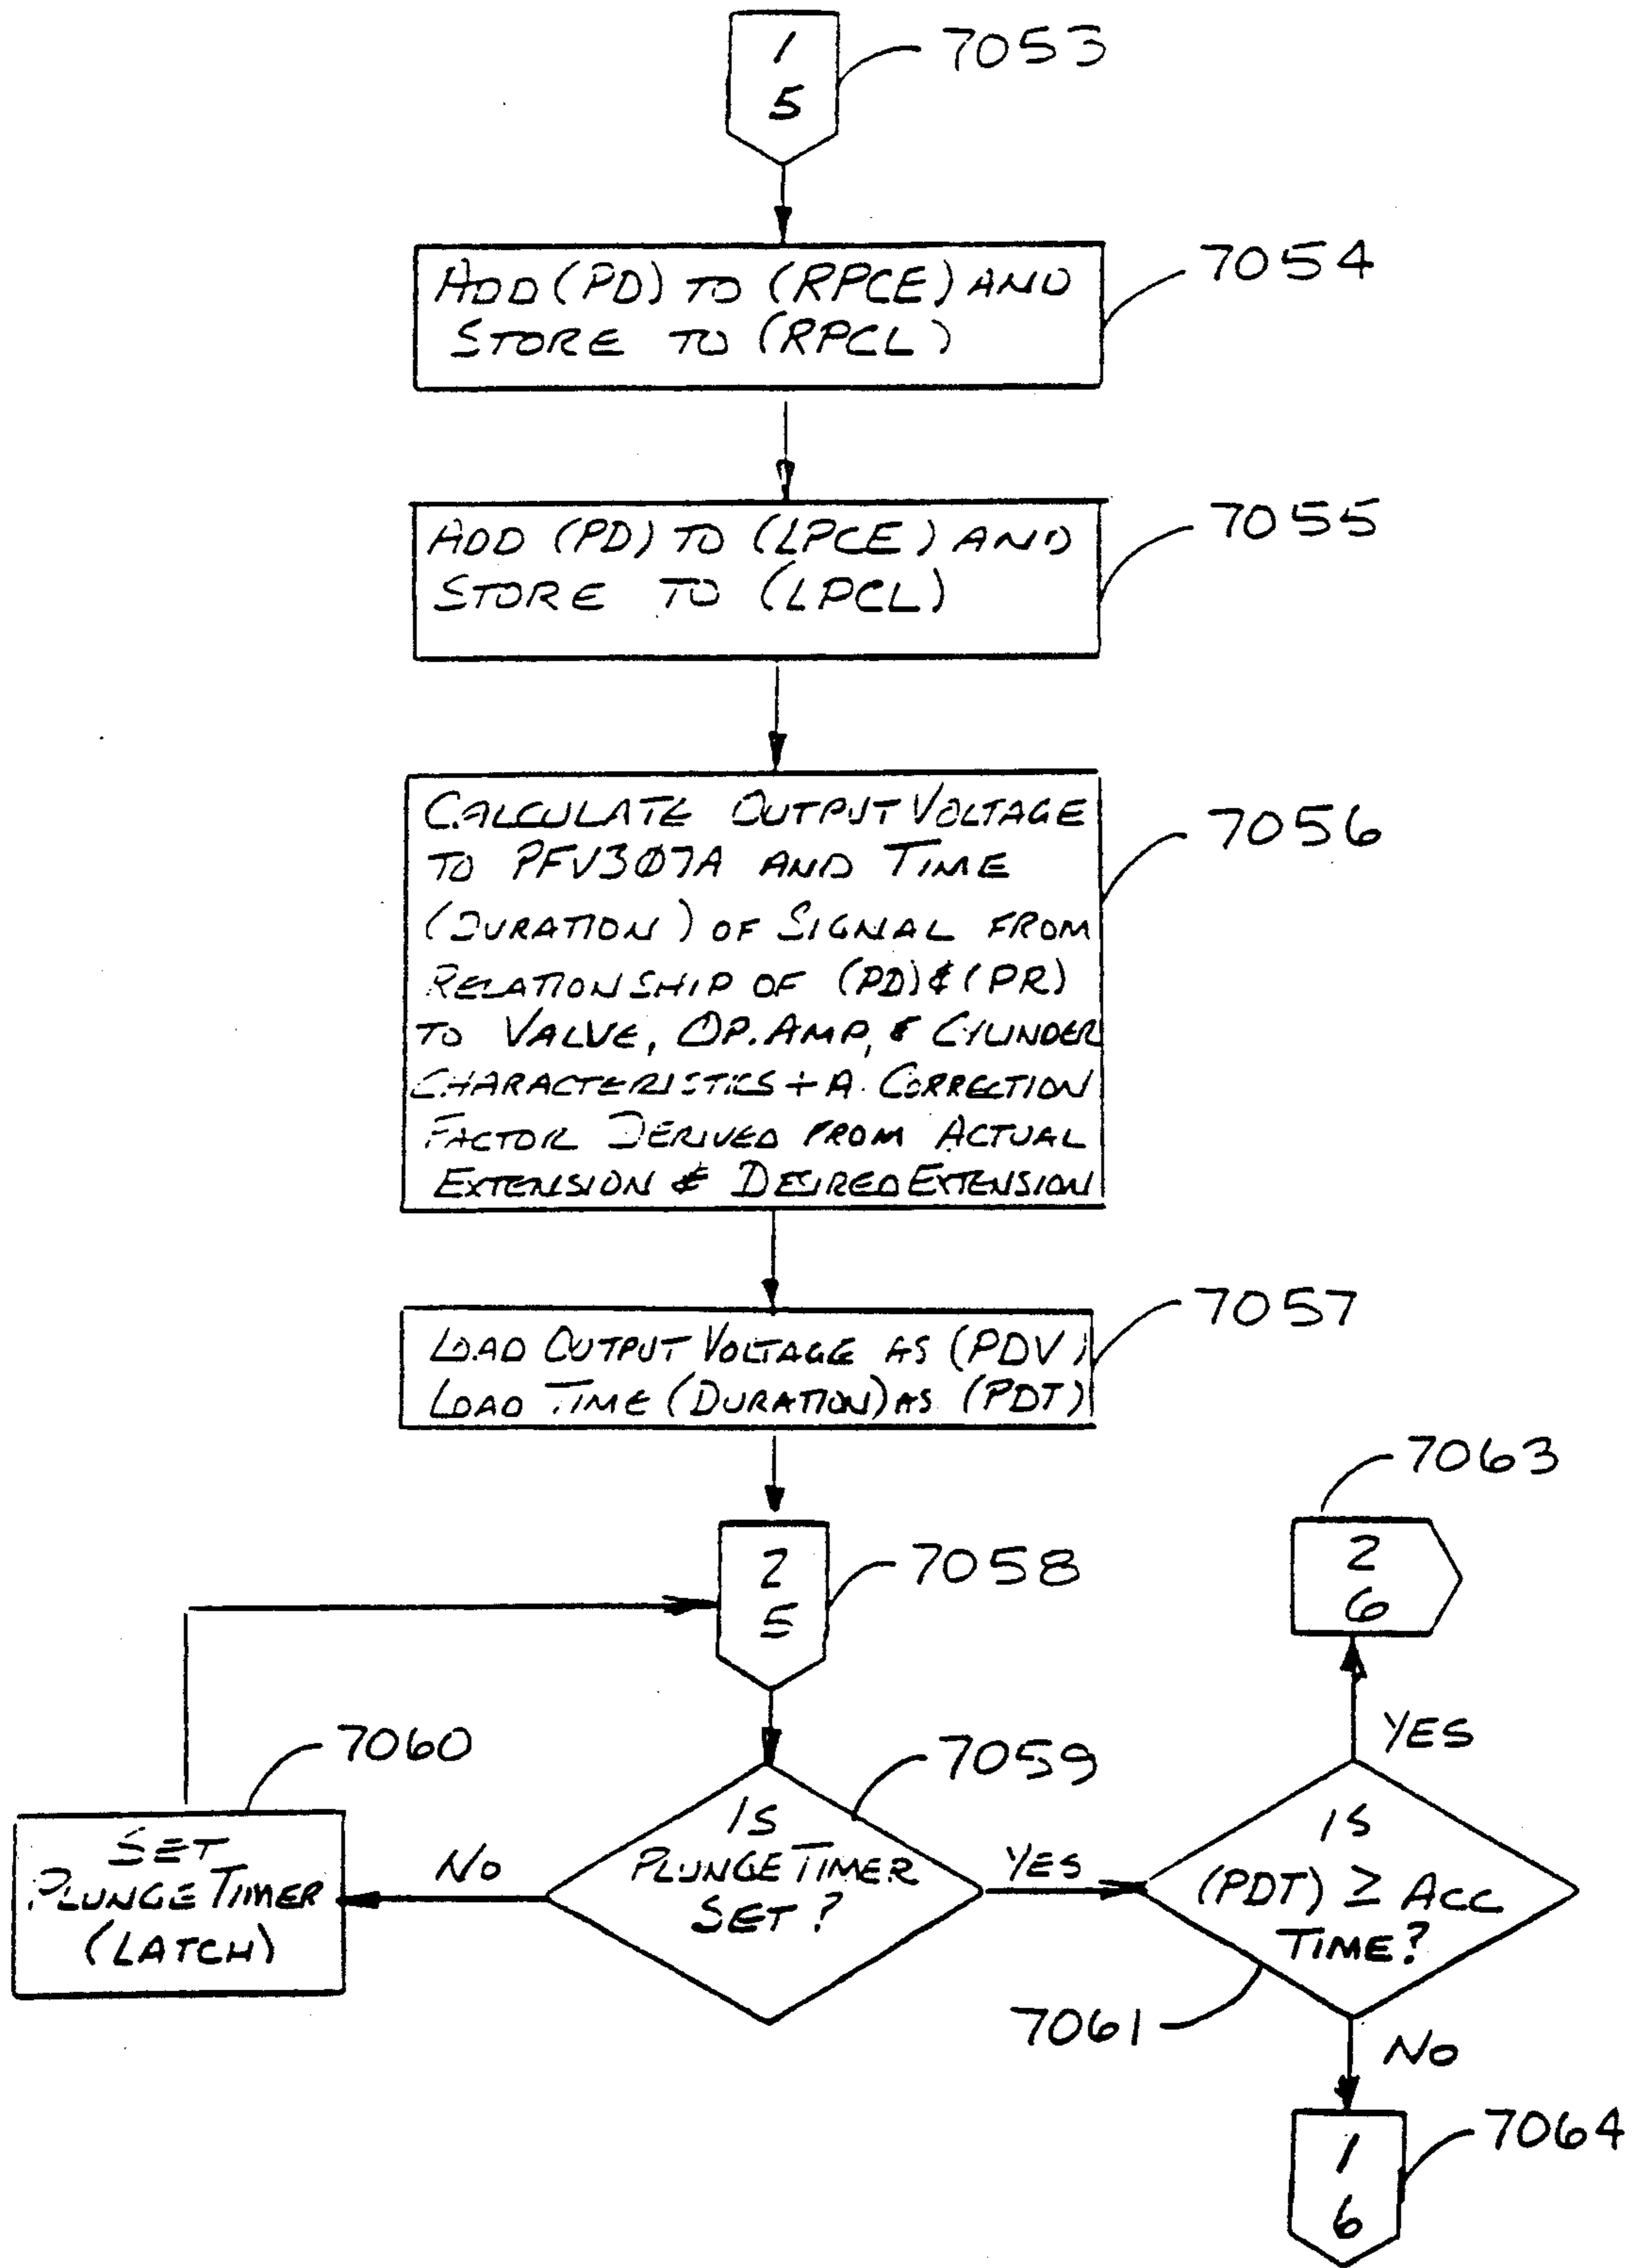 1
5
7053
ADD (PD) TO (RPCE) AND
STORE TO (RPCL)
7054
ADD (PD) TO (LPCE) AND
STORE TO (LPCL)
7055
CALCULATE OUTPUT VOLTAGE
TO PFV3Ø7A AND TIME
(DURATION) OF SIGNAL FROM
RELATIONSHIP OF (PD) & (PR)
TO VALVE, OP. AMP, & CYLINDER
CHARACTERISTICS + A CORRECTION
FACTOR DERIVED FROM ACTUAL
EXTENSION & DESIRED EXTENSION
7056
LOAD OUTPUT VOLTAGE AS (PDV)
LOAD TIME (DURATION) AS (PDT)
7057
2
5
7058
7063
2
6
YES
7060
SET
PLUNGE TIMER
(LATCH)
NO
7059
IS
PLUNGE TIMER
SET?
YES
IS
(PDT) ≥ ACC
TIME?
7061
NO
1
6
7064